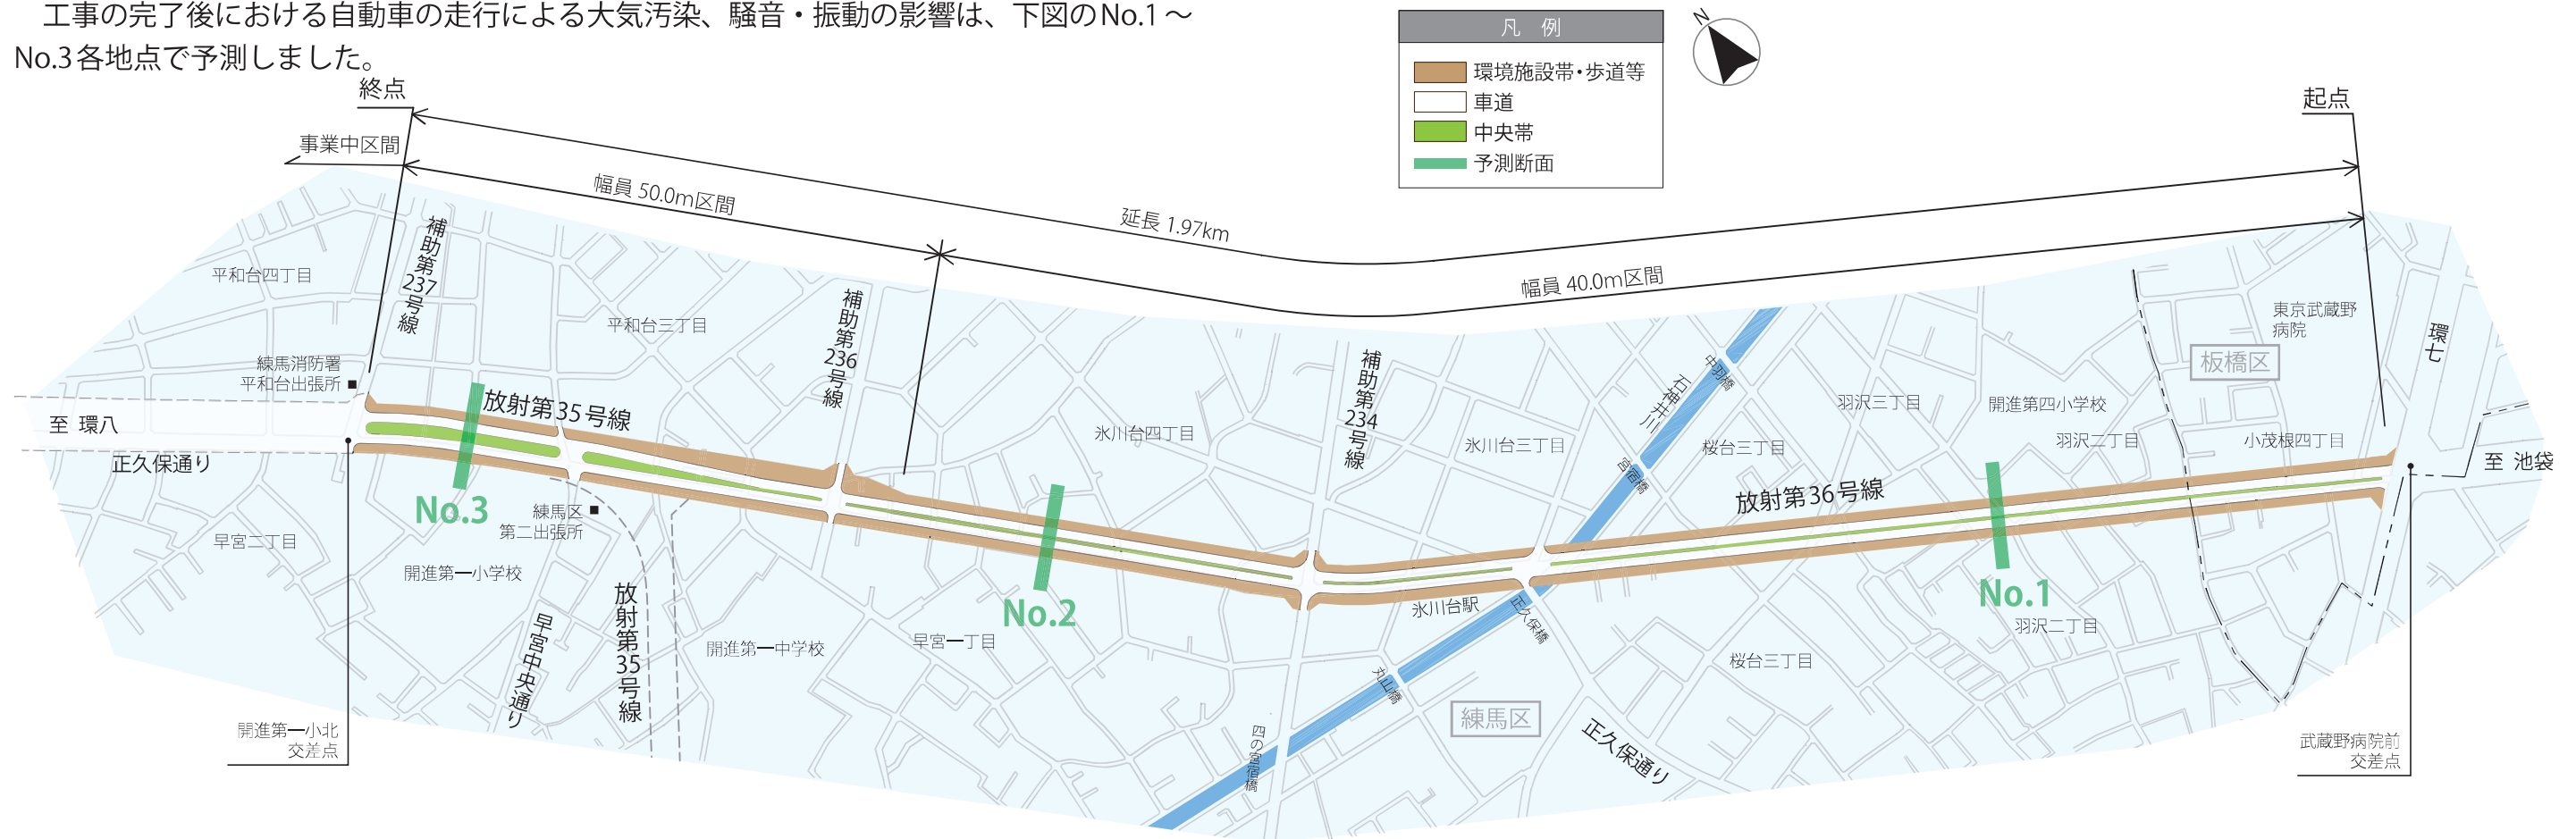 工事の完了後における自動車の走行による大気汚染、騒音・振動の影響は、下図のNo.1～
No.3各地点で予測しました。
凡 例
環境施設帯・歩道等
車道
中央帯
予測断面
N
終点
起点
事業中区間
幅員 50.0m区間
延長 1.97km
幅員 40.0m区間
平和台四丁目
補助第237号線
平和台三丁目
補助第236号線
練馬消防署
平和台出張所
放射第35号線
至 環八
正久保通り
No.3
練馬区
第二出張所
早宮二丁目
開進第一小学校
早宮中央通り
放射第35号線
開進第一中学校
開進第一小北
交差点
氷川台四丁目
No.2
早宮一丁目
補助第234号線
氷川台三丁目
石神井川
中羽橋
宮宿橋
桜台三丁目
氷川台駅
正久保橋
丸山橋
四の宮宿橋
練馬区
正久保通り
桜台三丁目
放射第36号線
羽沢三丁目
開進第四小学校
羽沢二丁目
No.1
羽沢二丁目
板橋区
東京武蔵野
病院
小茂根四丁目
環七
至 池袋
武蔵野病院前
交差点